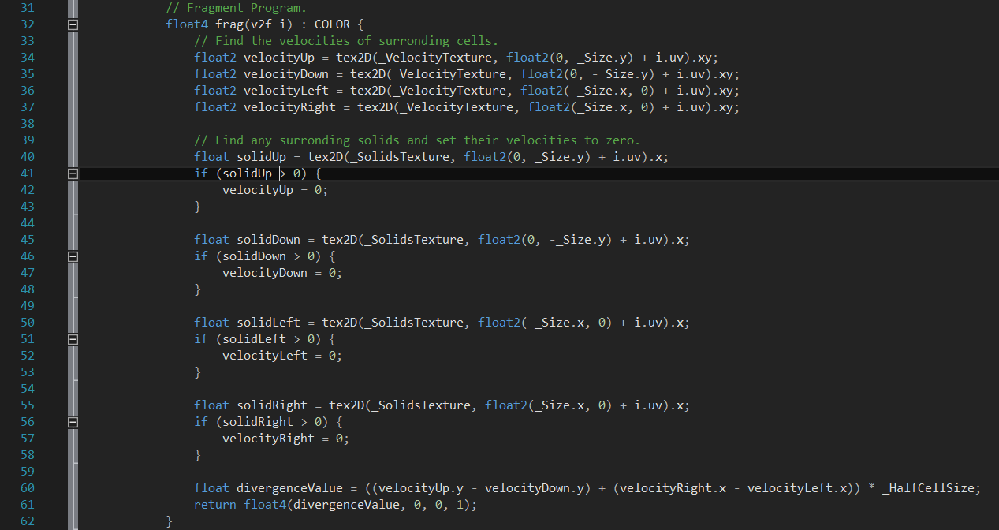 31 // Fragment Program.
32 float4 frag(v2f i) : COLOR {
33 // Find the velocities of surronding cells.
34 float2 velocityUp = tex2D(_VelocityTexture, float2(0, _Size.y) + i.uv).xy;
35 float2 velocityDown = tex2D(_VelocityTexture, float2(0, -_Size.y) + i.uv).xy;
36 float2 velocityLeft = tex2D(_VelocityTexture, float2(-_Size.x, 0) + i.uv).xy;
37 float2 velocityRight = tex2D(_VelocityTexture, float2(_Size.x, 0) + i.uv).xy;
38
39 // Find any surronding solids and set their velocities to zero.
40 float solidUp = tex2D(_SolidsTexture, float2(0, _Size.y) + i.uv).x;
41 if (solidUp > 0) {
42 velocityUp = 0;
43 }
44
45 float solidDown = tex2D(_SolidsTexture, float2(0, -_Size.y) + i.uv).x;
46 if (solidDown > 0) {
47 velocityDown = 0;
48 }
49
50 float solidLeft = tex2D(_SolidsTexture, float2(-_Size.x, 0) + i.uv).x;
51 if (solidLeft > 0) {
52 velocityLeft = 0;
53 }
54
55 float solidRight = tex2D(_SolidsTexture, float2(_Size.x, 0) + i.uv).x;
56 if (solidRight > 0) {
57 velocityRight = 0;
58 }
59
60 float divergenceValue = ((velocityUp.y - velocityDown.y) + (velocityRight.x - velocityLeft.x)) * _HalfCellSize;
61 return float4(divergenceValue, 0, 0, 1);
62 }